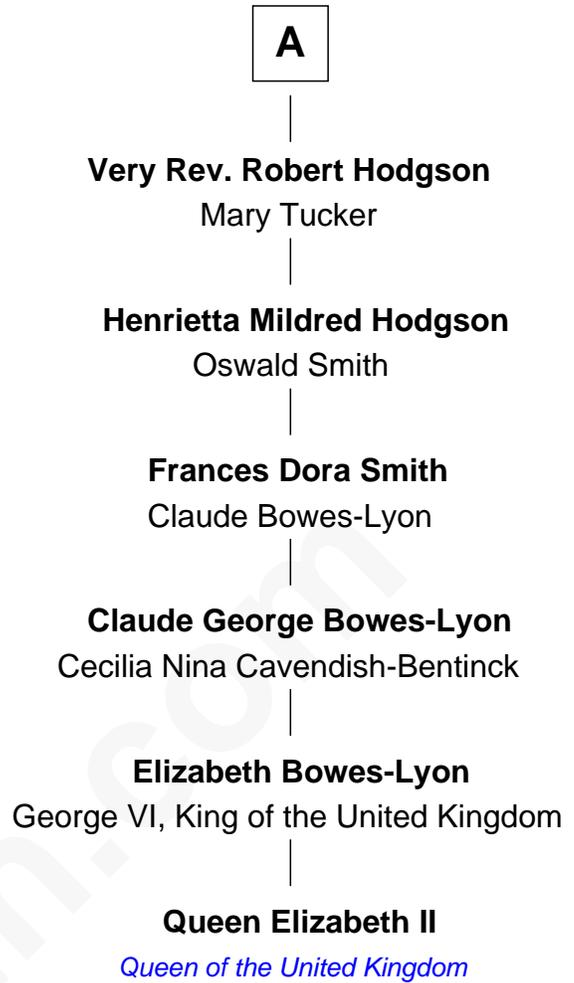 A
Very Rev. Robert Hodgson
Mary Tucker
Henrietta Mildred Hodgson
Oswald Smith
Frances Dora Smith
Claude Bowes-Lyon
Claude George Bowes-Lyon
Cecilia Nina Cavendish-Bentinck
Elizabeth Bowes-Lyon
George VI, King of the United Kingdom
Queen Elizabeth II
Queen of the United Kingdom